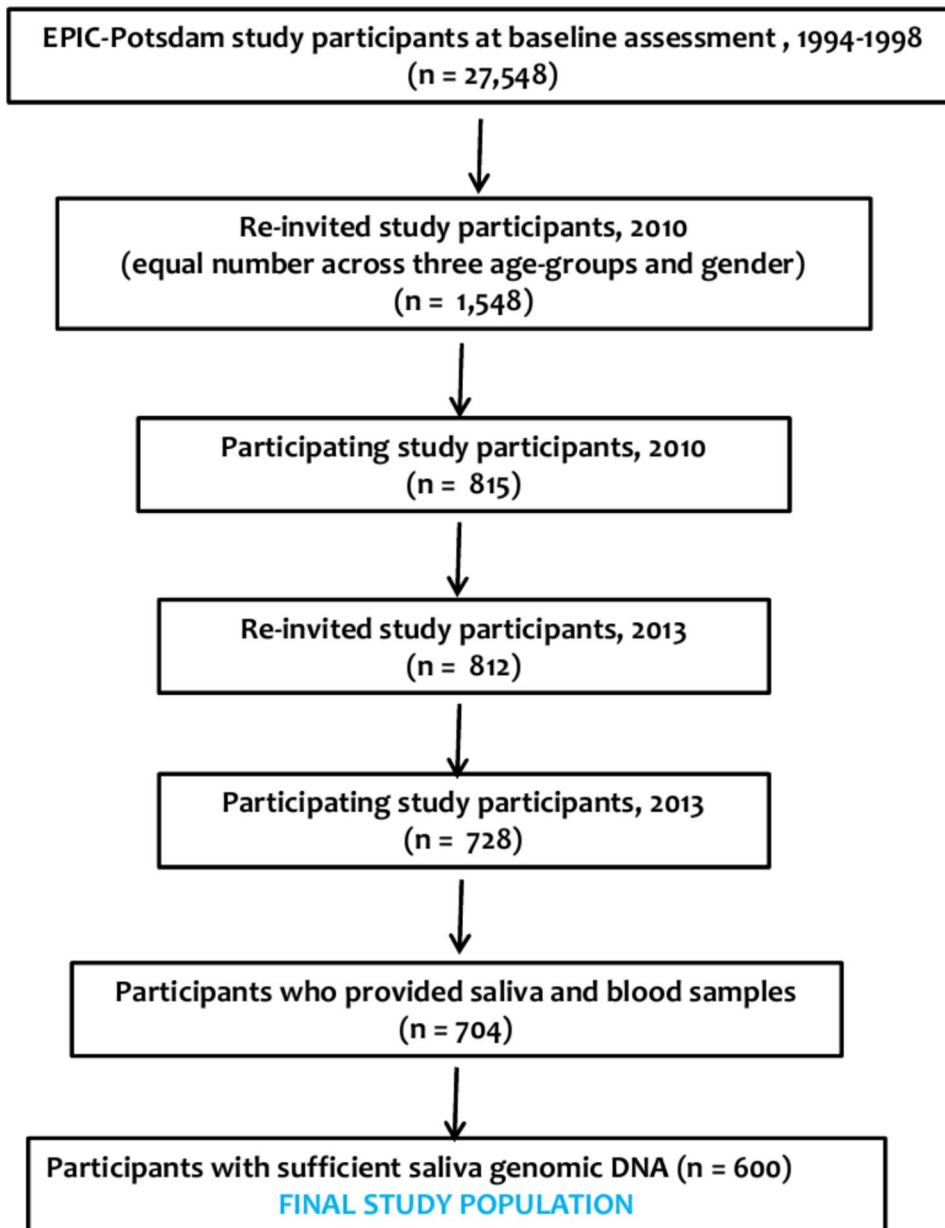 EPIC-Potsdam study participants at baseline assessment , 1994-1998
(n = 27,548)
Re-invited study participants, 2010
(equal number across three age-groups and gender)
(n = 1,548)
Participating study participants, 2010
(n = 815)
Re-invited study participants, 2013
(n = 812)
Participating study participants, 2013
(n = 728)
Participants who provided saliva and blood samples
(n = 704)
Participants with sufficient saliva genomic DNA (n = 600)
FINAL STUDY POPULATION